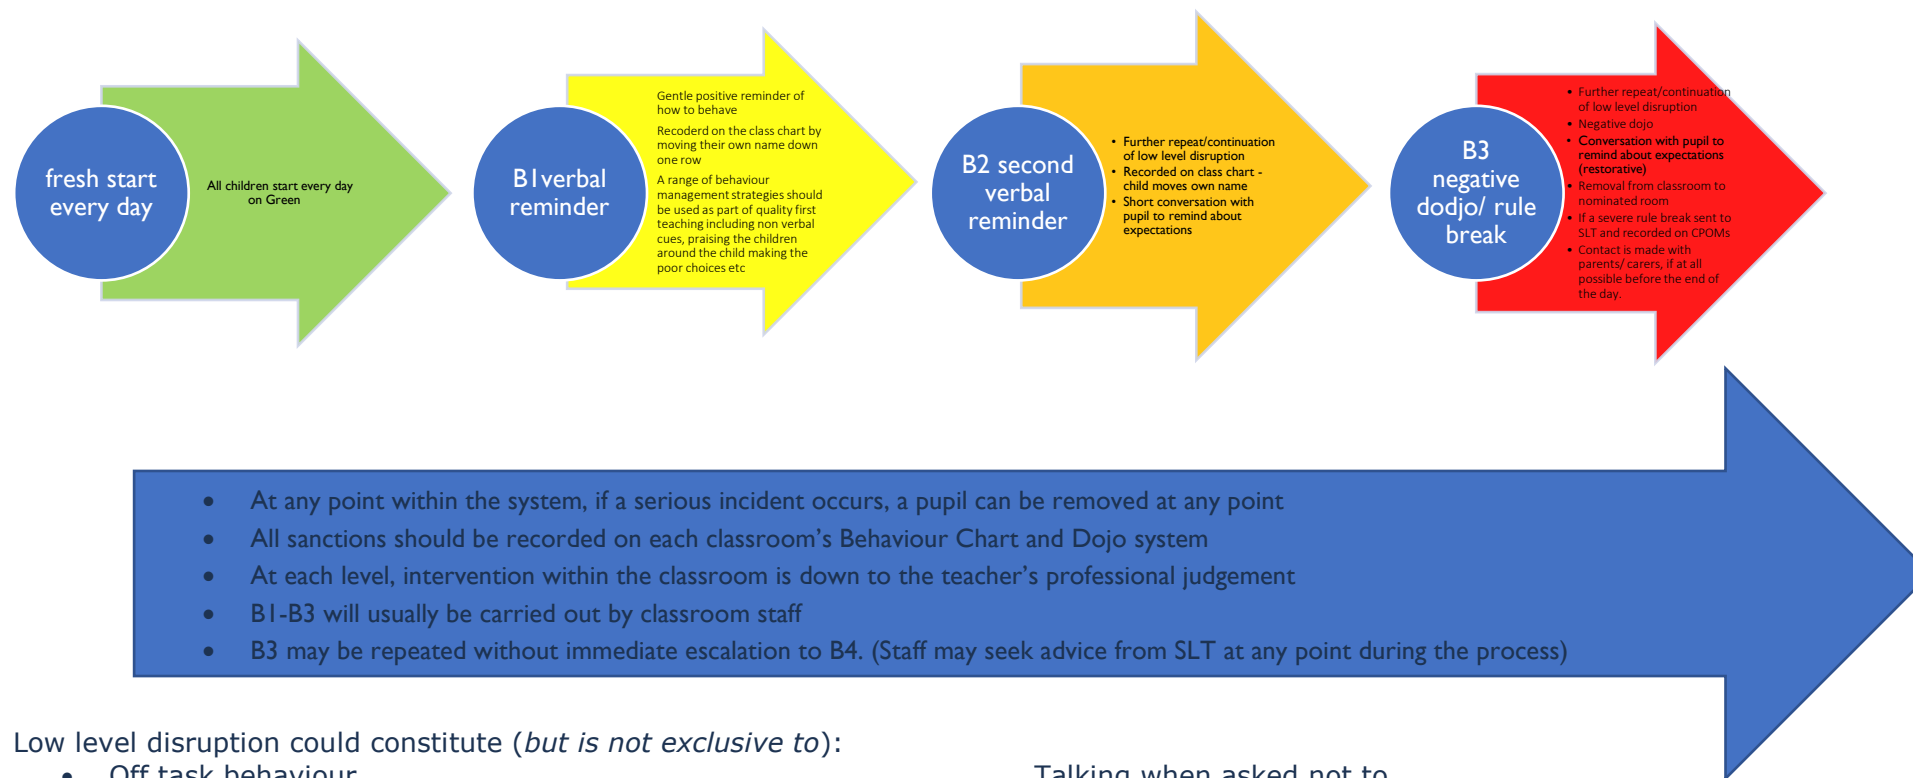 fresh start
every day
All children start every day
on Green
B1verbal
reminder
Gentle positive reminder of
how to behave
Recoderd on the class chart by
moving their own name down
one row
A range of behaviour
management strategies should
be used as part of quality first
teaching including non verbal
cues, praising the children
around the child making the
poor choices etc
B2 second
verbal
reminder
• Further repeat/continuation
of low level disruption
• Recorded on class chart -
child moves own name
• Short conversation with
pupil to remind about
expectations
B3
negative
dodjo/ rule
break
• Further repeat/continuation
of low level disruption
• Negative dojo
• Conversation with pupil to
remind about expectations
(restorative)
• Removal from classroom to
nominated room
• If a severe rule break sent to
SLT and recorded on CPOMs
• Contact is made with
parents/ carers, if at all
possible before the end of
the day.
• At any point within the system, if a serious incident occurs, a pupil can be removed at any point
• All sanctions should be recorded on each classroom's Behaviour Chart and Dojo system
• At each level, intervention within the classroom is down to the teacher's professional judgement
• B1-B3 will usually be carried out by classroom staff
• B3 may be repeated without immediate escalation to B4. (Staff may seek advice from SLT at any point during the process)
Low level disruption could constitute (but is not exclusive to):
• Off task behaviour
Talking when asked not to